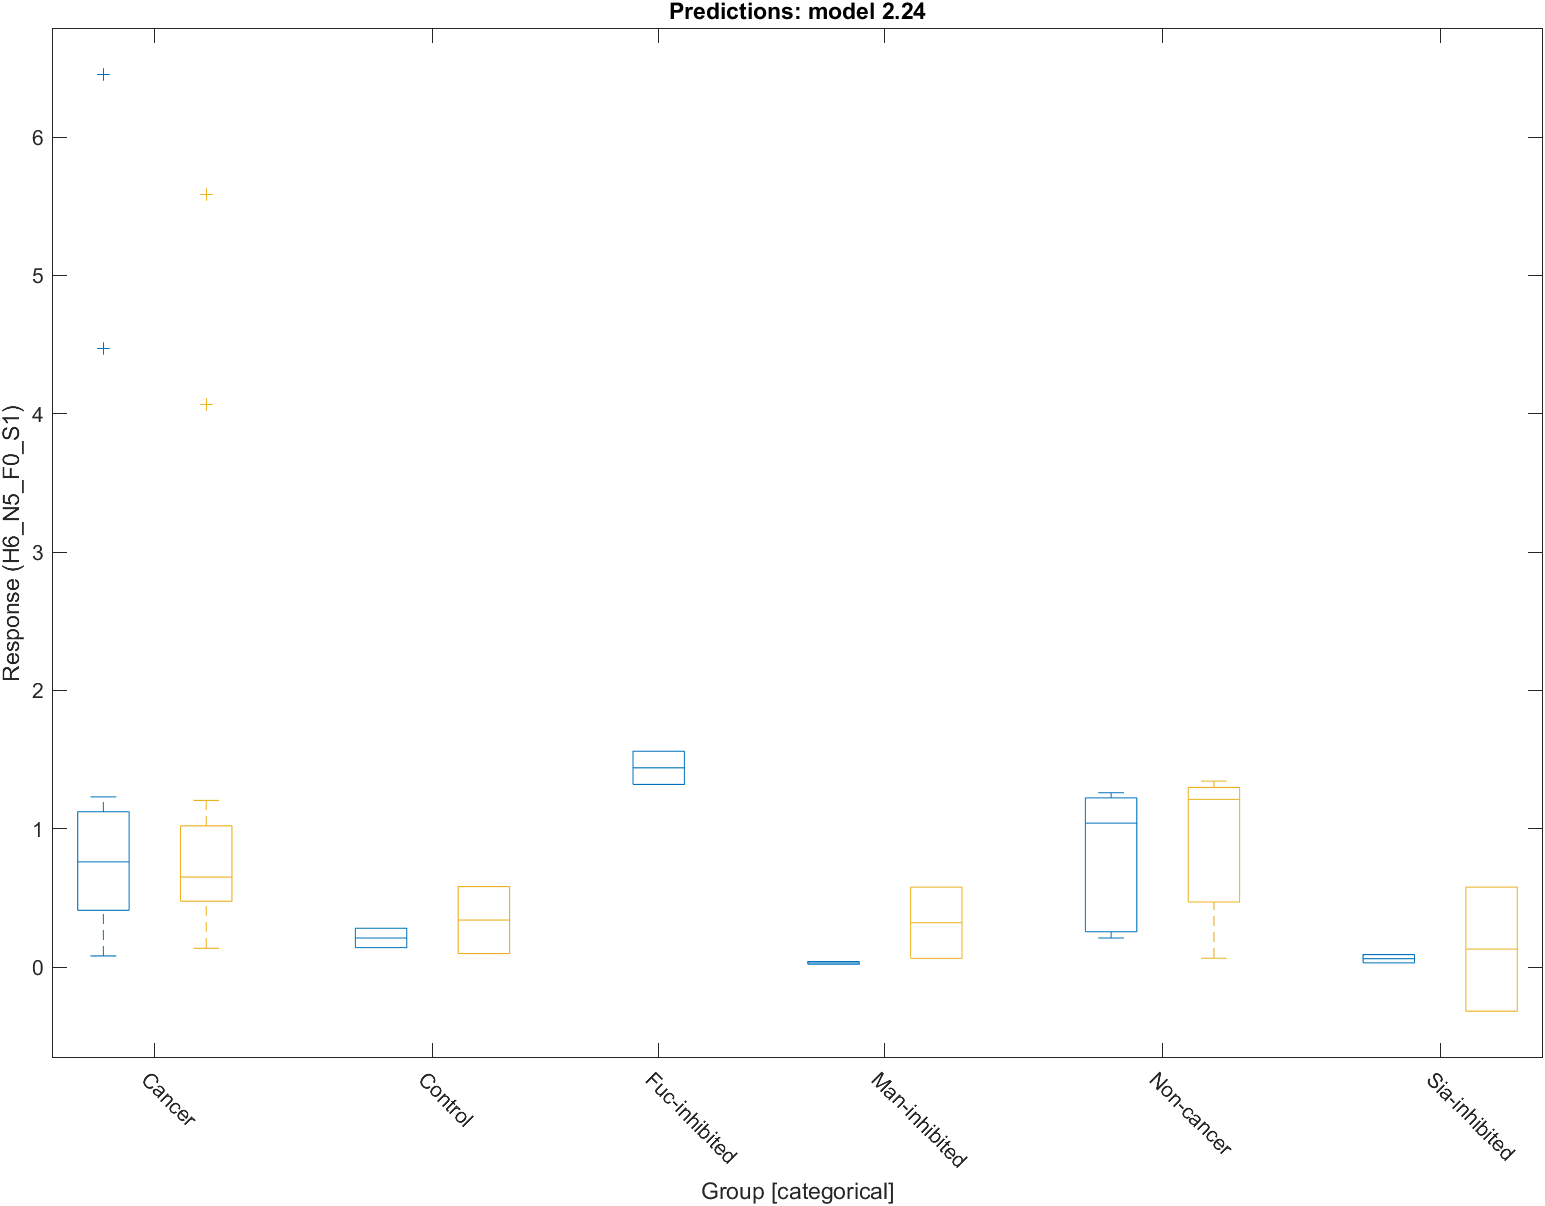 Predictions: model 2.24
6
5
4
3
2
1
0
Response (H6_N5_F0_S1)
Cancer
Control
Fuc-inhibited
Man-inhibited
Non-cancer
Sia-inhibited
Group [categorical]